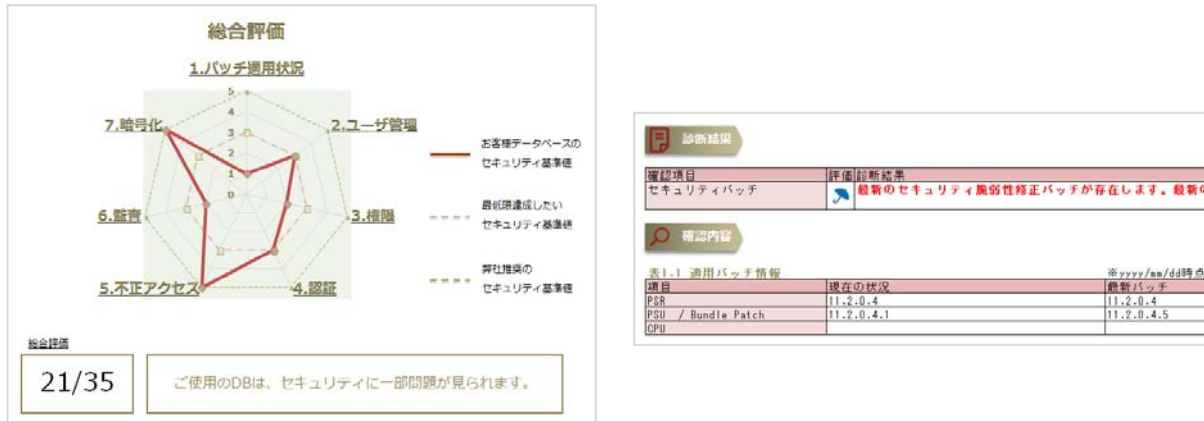 総合評価
1.パッチ適用状況
5
4
7.暗号化
2.ユーザ管理
3
2
1
0
お客様データベースの
セキュリティ基準値
最低限達成したい
セキュリティ基準値
6.監査
3.権限
弊社推奨の
セキュリティ基準値
5.不正アクセス
4.認証
総合評価
21/35
ご使用のDBは、セキュリティに一部問題が見られます。
診断結果
確認項目 評価 診断結果
セキュリティパッチ 最新のセキュリティ脆弱性修正パッチが存在します。最新の
確認内容
表1.1 適用パッチ情報 ※yyyy/mm/dd時点
項目 現在の状況 最新パッチ
PSR 11.2.0.4 11.2.0.4
PSU / Bundle Patch 11.2.0.4.1 11.2.0.4.5
CPU